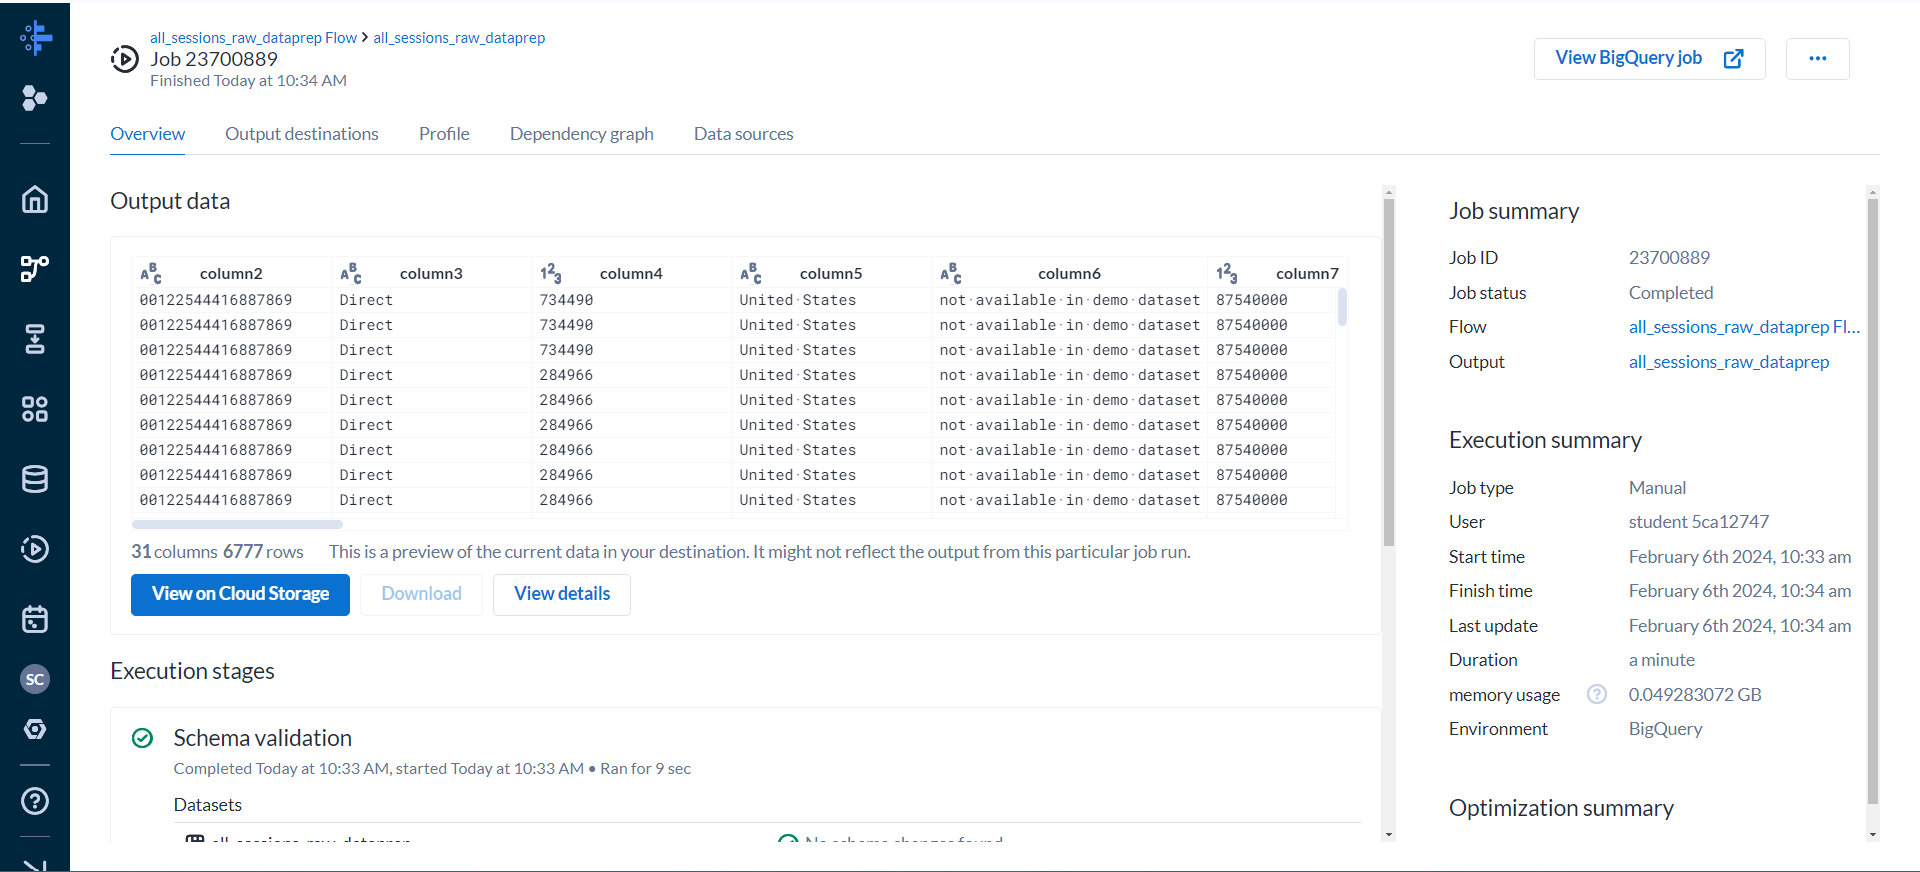 all_sessions_raw_dataprep Flow > all_sessions_raw_dataprep
Job 23700889
Finished Today at 10:34 AM
View BigQuery job
...
Overview Output destinations Profile Dependency graph Data sources
Output data
ABC column2 ABC column3 123 column4 ABC column5 ABC column6 123 column7
00122544416887869 Direct 734490 United·States not·available·in·demo·dataset 87540000
00122544416887869 Direct 734490 United·States not·available·in·demo·dataset 87540000
00122544416887869 Direct 734490 United·States not·available·in·demo·dataset 87540000
00122544416887869 Direct 284966 United·States not·available·in·demo·dataset 87540000
00122544416887869 Direct 284966 United·States not·available·in·demo·dataset 87540000
00122544416887869 Direct 284966 United·States not·available·in·demo·dataset 87540000
00122544416887869 Direct 284966 United·States not·available·in·demo·dataset 87540000
00122544416887869 Direct 284966 United·States not·available·in·demo·dataset 87540000
00122544416887869 Direct 284966 United·States not·available·in·demo·dataset 87540000
31 columns 6777 rows This is a preview of the current data in your destination. It might not reflect the output from this particular job run.
View on Cloud Storage Download View details
Execution stages
Schema validation
Completed Today at 10:33 AM, started Today at 10:33 AM • Ran for 9 sec
Datasets
all_sessions_raw_dataprep No schema changes found
Job summary
Job ID 23700889
Job status Completed
Flow all_sessions_raw_dataprep Fl...
Output all_sessions_raw_dataprep
Execution summary
Job type Manual
User student 5ca12747
Start time February 6th 2024, 10:33 am
Finish time February 6th 2024, 10:34 am
Last update February 6th 2024, 10:34 am
Duration a minute
memory usage ? 0.049283072 GB
Environment BigQuery
Optimization summary
SC